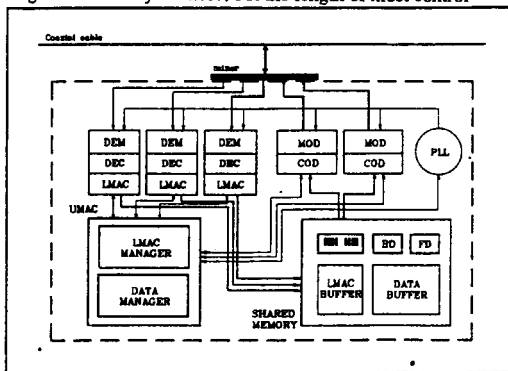 Coaxial cable
mixer
DEM DEM DEM MOD MOD
DEC DEC DEC COD COD PLL
LMAC LMAC LMAC
UMAC
LMAC MANAGER
DATA MANAGER
BD FD
LMAC BUFFER
DATA BUFFER
SHARED MEMORY